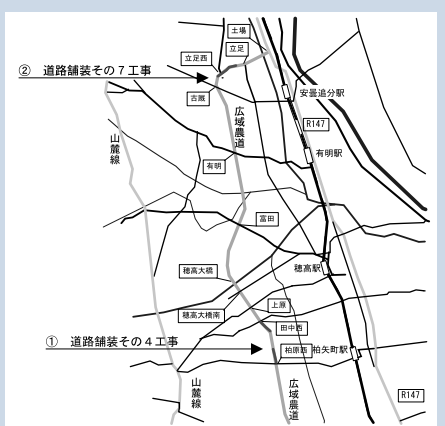 土場
立足
立足西
② 道路舗装その７工事
安曇追分駅
古厩
広域農道
R147
山麓線
有明駅
有明
富田
穂高大橋
穂高駅
上原
穂高大橋南
田中西
① 道路舗装その４工事
柏原西
柏矢町駅
山麓線
広域農道
R147